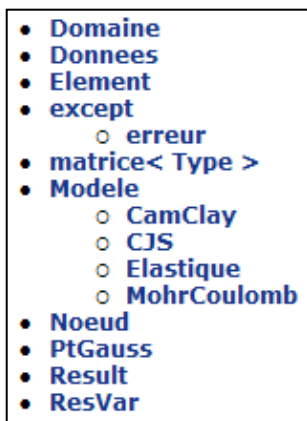 Domaine
Donnees
Element
except
erreur
matrice< Type >
Modele
CamClay
CJS
Elastique
MohrCoulomb
Noeud
PtGauss
Result
ResVar